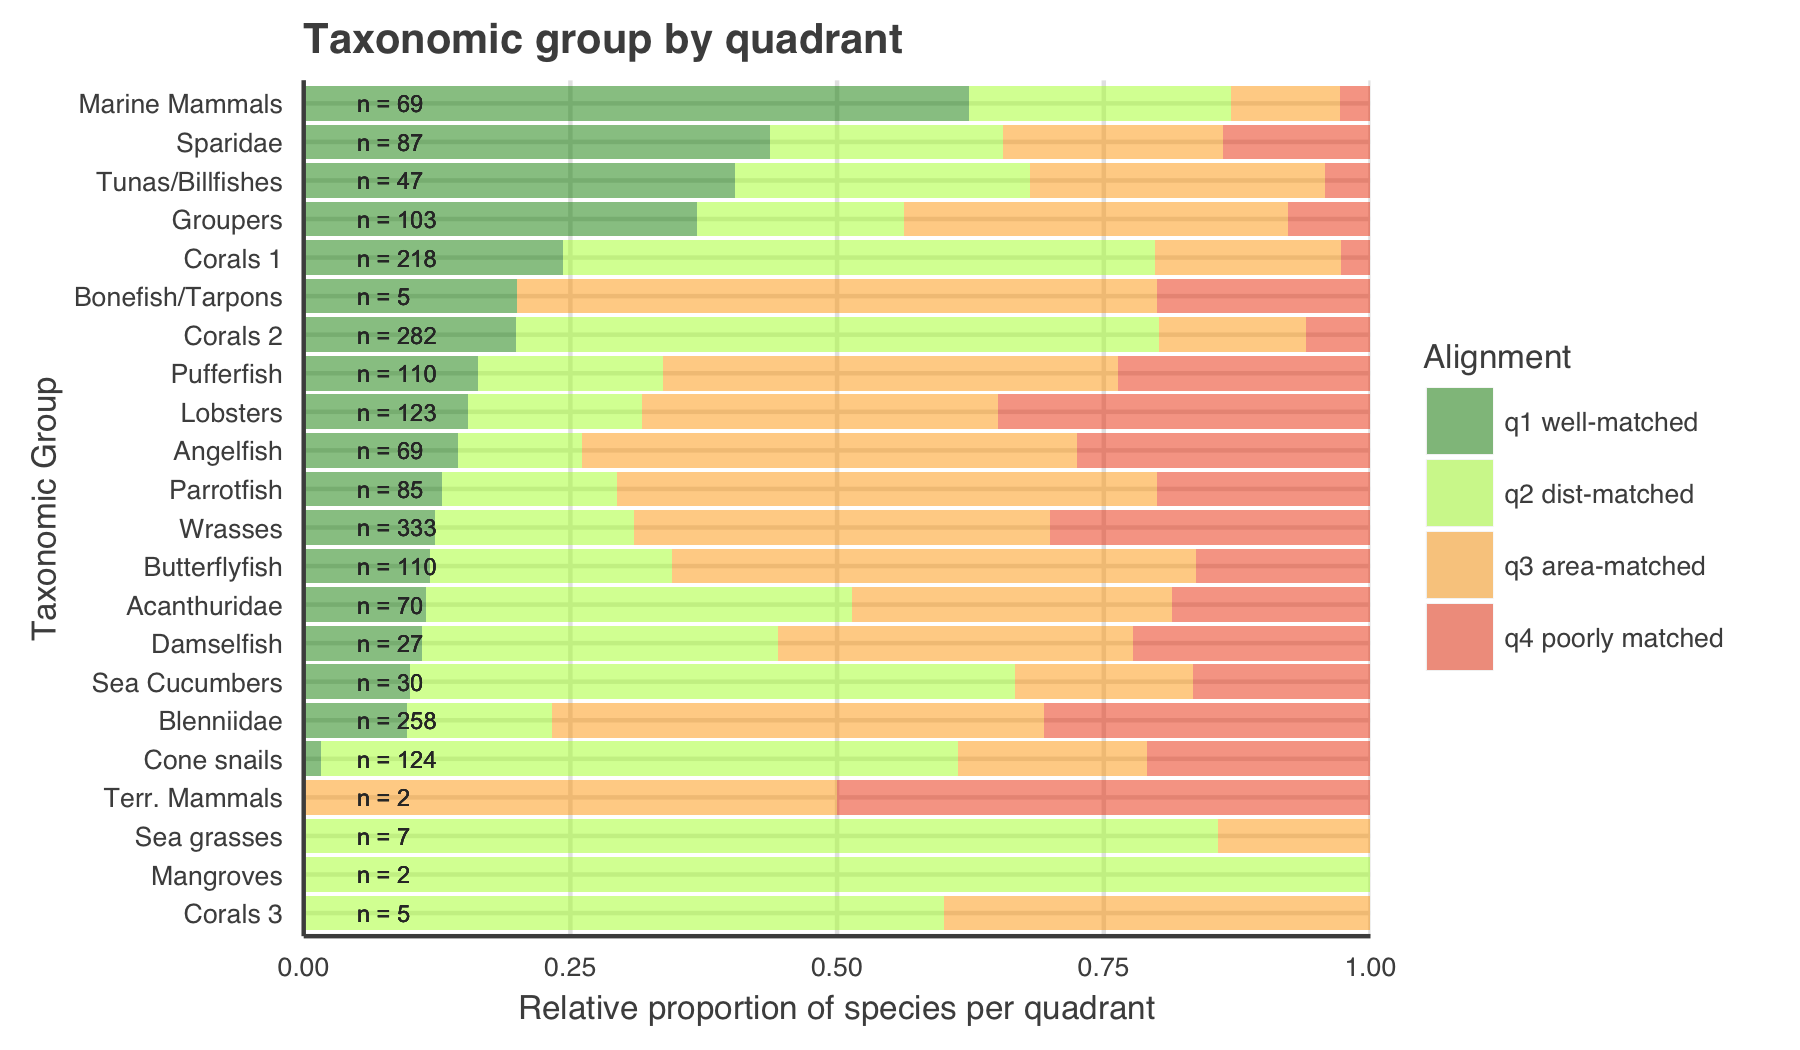 Taxonomic group by quadrant
Marine Mammals n = 69
Sparidae n = 87
Tunas/Billfishes n = 47
Groupers n = 103
Corals 1 n = 218
Bonefish/Tarpons n = 5
Corals 2 n = 282
Pufferfish n = 110
Lobsters n = 123
Angelfish n = 69
Parrotfish n = 85
Wrasses n = 333
Butterflyfish n = 110
Acanthuridae n = 70
Damselfish n = 27
Sea Cucumbers n = 30
Blenniidae n = 258
Cone snails n = 124
Terr. Mammals n = 2
Sea grasses n = 7
Mangroves n = 2
Corals 3 n = 5
Taxonomic Group
0.00 0.25 0.50 0.75 1.00
Relative proportion of species per quadrant
Alignment
q1 well-matched
q2 dist-matched
q3 area-matched
q4 poorly matched